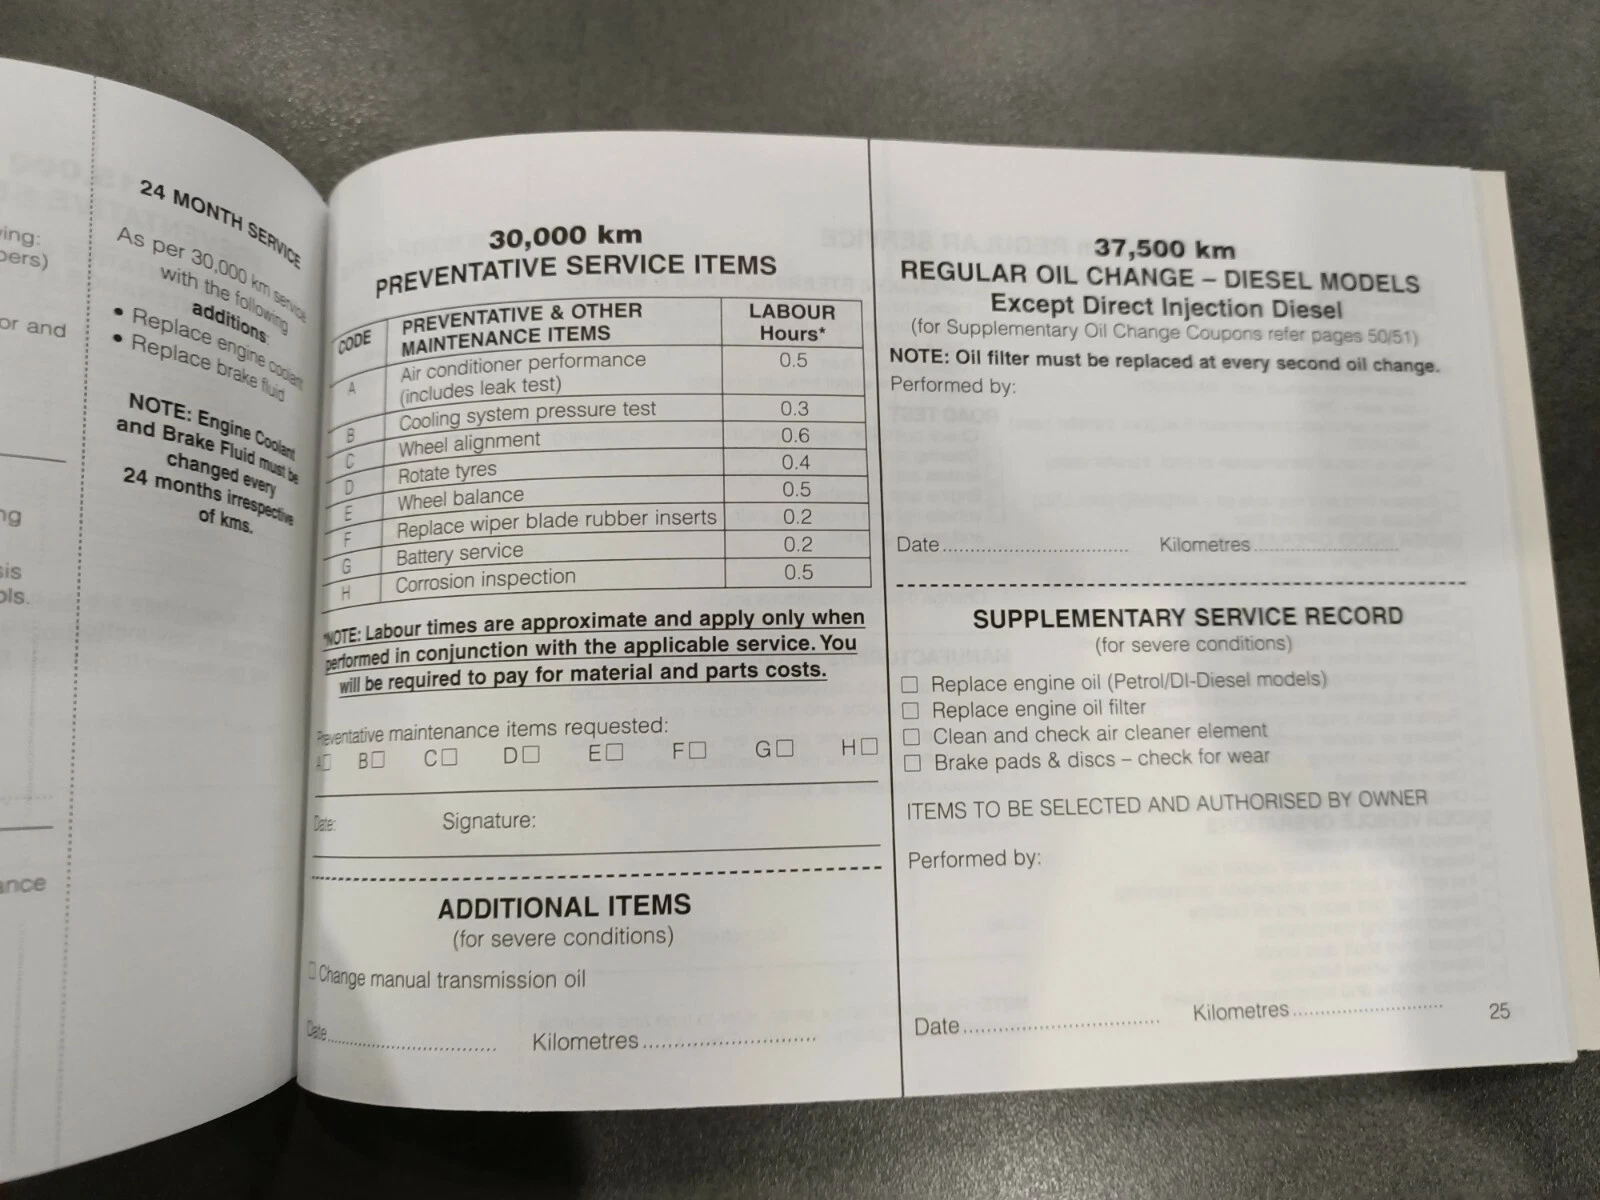 ving:
pers)
or and
ng
sis
ols.
ance
24 MONTH SERVICE
As per 30,000 km service
with the following
additions:
• Replace engine coolant
• Replace brake fluid
NOTE: Engine Coolant
and Brake Fluid must be
changed every
24 months irrespective
of kms.
30,000 km
PREVENTATIVE SERVICE ITEMS
CODE PREVENTATIVE & OTHER MAINTENANCE ITEMS LABOUR Hours*
A Air conditioner performance (includes leak test) 0.5
B Cooling system pressure test 0.3
C Wheel alignment 0.6
D Rotate tyres 0.4
E Wheel balance 0.5
F Replace wiper blade rubber inserts 0.2
G Battery service 0.2
H Corrosion inspection 0.5
*NOTE: Labour times are approximate and apply only when
performed in conjunction with the applicable service. You
will be required to pay for material and parts costs.
Preventative maintenance items requested:
A□ B□ C□ D□ E□ F□ G□ H□
Date: Signature:
ADDITIONAL ITEMS
(for severe conditions)
□ Change manual transmission oil
Date............................ Kilometres............................
37,500 km
REGULAR OIL CHANGE – DIESEL MODELS
Except Direct Injection Diesel
(for Supplementary Oil Change Coupons refer pages 50/51)
NOTE: Oil filter must be replaced at every second oil change.
Performed by:
Date................................ Kilometres.........................
SUPPLEMENTARY SERVICE RECORD
(for severe conditions)
□ Replace engine oil (Petrol/DI-Diesel models)
□ Replace engine oil filter
□ Clean and check air cleaner element
□ Brake pads & discs – check for wear
ITEMS TO BE SELECTED AND AUTHORISED BY OWNER
Performed by:
Date................................ Kilometres.........................
25